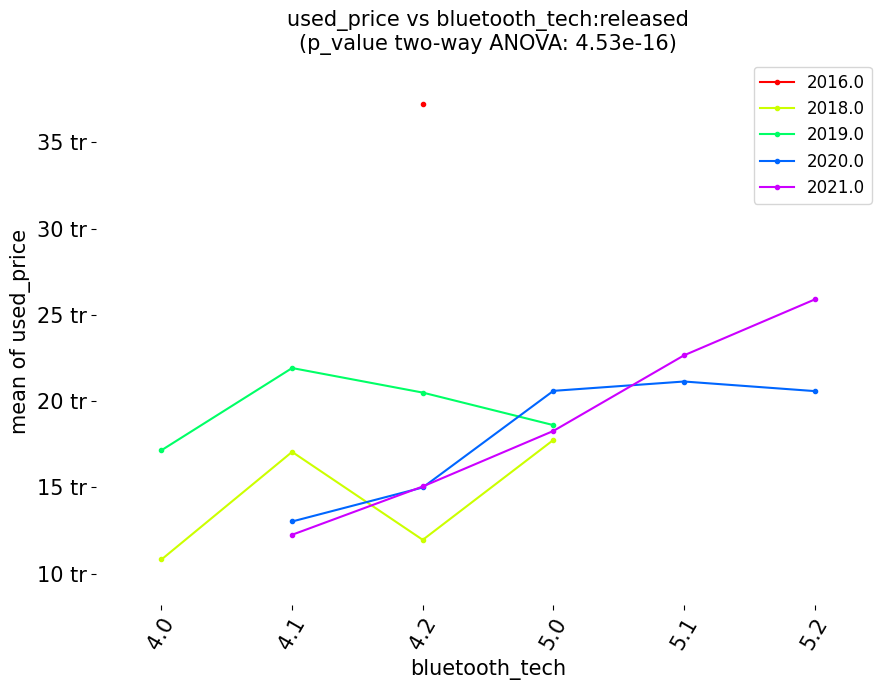 used_price vs bluetooth_tech:released
(p_value two-way ANOVA: 4.53e-16)
2016.0
2018.0
2019.0
2020.0
2021.0
mean of used_price
35 tr
30 tr
25 tr
20 tr
15 tr
10 tr
4.0
4.1
4.2
5.0
5.1
5.2
bluetooth_tech